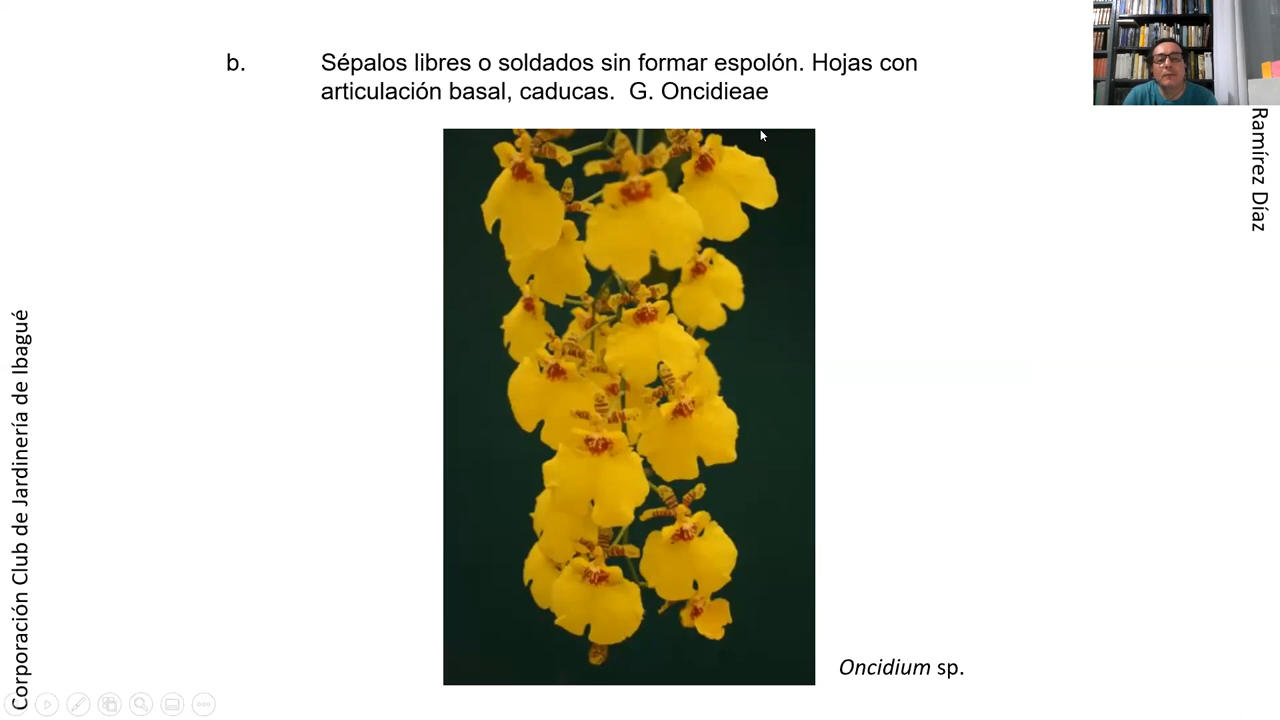 b. Sépalos libres o soldados sin formar espolón. Hojas con
articulación basal, caducas. G. Oncidieae
Ramírez Díaz
Corporación Club de Jardinería de Ibagué
Oncidium sp.